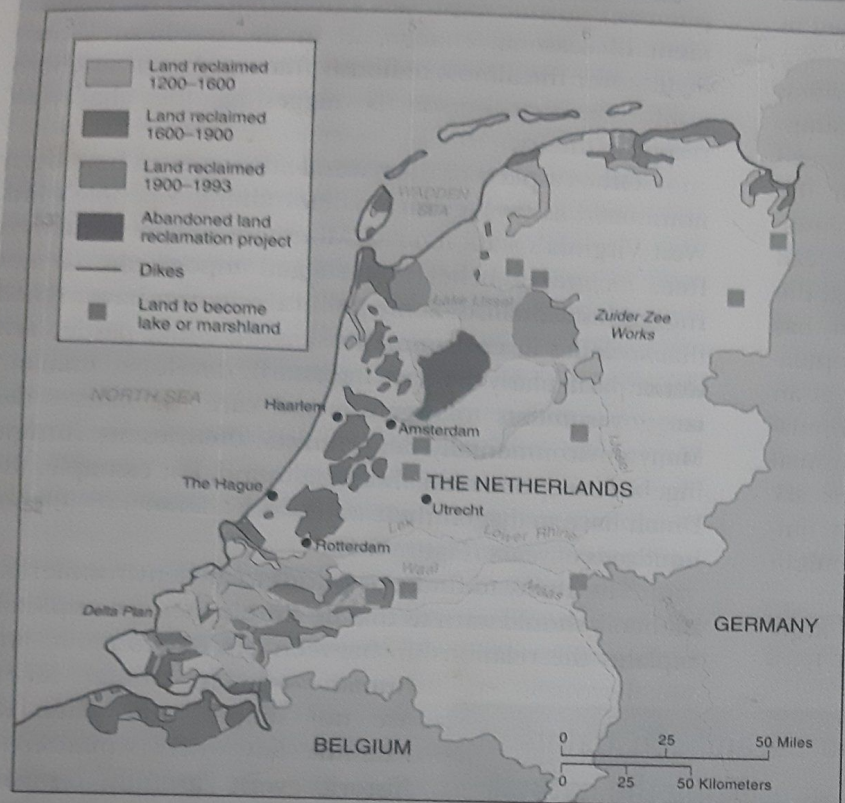 Land reclaimed
1200–1600
Land reclaimed
1600–1900
Land reclaimed
1900–1993
Abandoned land
reclamation project
Dikes
Land to become
lake or marshland
WADDEN
SEA
Lake
Zuider Zee
Works
NORTH SEA
Haarlem
Amsterdam
The Hague
THE NETHERLANDS
Utrecht
Lek
Lower Rhine
Rotterdam
Waal
Maas
Delta Plan
GERMANY
BELGIUM
0 25 50 Miles
0 25 50 Kilometers